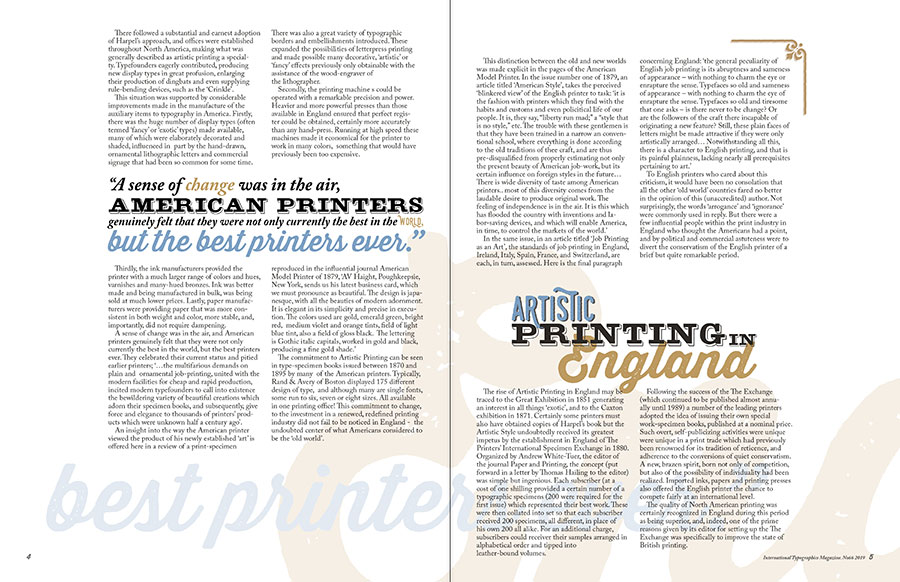 There followed a substantial and earnest adoption
of Harpel's approach, and offices were established
throughout North America, making what was
generally described as artistic printing a special-
ty. Typefounders eagerly contributed, producing
new display types in great profusion, enlarging
their production of dingbats and even supplying
rule-bending devices, such as the 'Crinkle'.
This situation was supported by considerable
improvements made in the manufacture of the
auxiliary items to typography in America. Firstly,
there was the huge number of display types (often
termed 'fancy' or 'exotic' types) made available,
many of which were elaborately decorated and
shaded, influenced in part by the hand-drawn,
ornamental lithographic letters and commercial
signage that had been so common for some time.
There was also a great variety of typographic
borders and embellishments introduced. These
expanded the possibilities of letterpress printing
and made possible many decorative, 'artistic' or
'fancy' effects previously only obtainable with the
assistance of the wood-engraver of
the lithographer.
Secondly, the printing machine s could be
operated with a remarkable precision and power.
Heavier and more powerful presses than those
available in England ensured that perfect regis-
ter could be obtained, certainly more accurately
than any hand-press. Running at high speed these
machines made it economical for the printer to
work in many colors, something that would have
previously been too expensive.
"A sense of change was in the air,
AMERICAN PRINTERS
genuinely felt that they were not only currently the best in the WORLD,
but the best printers ever."
Thirdly, the ink manufacturers provided the
printer with a much larger range of colors and hues,
varnishes and many-hued bronzes. Ink was better
made and being manufactured in bulk, was being
sold at much lower prices. Lastly, paper manufac-
turers were providing paper that was more con-
sistent in both weight and color, more stable, and,
importantly, did not require dampening.
A sense of change was in the air, and American
printers genuinely felt that they were not only
currently the best in the world, but the best printers
ever. They celebrated their current status and pitied
earlier printers; '…the multifarious demands on
plain and ornamental job-printing, united with the
modern facilities for cheap and rapid production,
incited modern typefounders to call into existence
the bewildering variety of beautiful creations which
adorn their specimen books, and subsequently, give
force and elegance to thousands of printers' prod-
ucts which were unknown half a century ago'.
An insight into the way the American printer
viewed the product of his newly established 'art' is
offered here in a review of a print-specimen
reproduced in the influential journal American
Model Printer of 1879, 'AV Haight, Poughkeepsie,
New York, sends us his latest business card, which
we must pronounce as beautiful. The design is japa-
nesque, with all the beauties of modern adornment.
It is elegant in its simplicity and precise in execu-
tion. The colors used are gold, emerald green, bright
red, medium violet and orange tints, field of light
blue tint, also a field of gloss black. The lettering
is Gothic italic capitals, worked in gold and black,
producing a fine gold shade.'
The commitment to Artistic Printing can be seen
in type-specimen books issued between 1870 and
1895 by many of the American printers. Typically,
Rand & Avery of Boston displayed 175 different
design of type, and although many are single fonts,
some run to six, seven or eight sizes. All available
in one printing office! This commitment to change,
to the investment in a renewed, redefined printing
industry did not fail to be noticed in England - the
undoubted center of what Americans considered to
be the 'old world'.
best printers ever
4
This distinction between the old and new worlds
was made explicit in the pages of the American
Model Printer. In the issue number one of 1879, an
article titled 'American Style', takes the perceived
'blinkered view' of the English printer to task: 'it is
the fashion with printers which they find with the
habits and customs and even policitical life of our
people. It is, they say, "liberty run mad;" a "style that
is no style," etc. The trouble with these gentlemen is
that they have been trained in a narrow an conven-
tional school, where everything is done according
to the old traditions of thee craft, and are thus
pre-disqualified from properly estimating not only
the present beauty of American job-work, but its
certain influence on foreign styles in the future…
There is wide diversity of taste among American
printers.. most of this diversity comes from the
laudable desire to produce original work. The
feeling of independence is in the air. It is this which
has flooded the country with inventions and la-
bor-saving devices, and which will enable America,
in time, to control the markets of the world.'
In the same issue, in an article titled 'Job Printing
as an Art', the standards of job printing in England,
Ireland, Italy, Spain, France, and Switzerland, are
each, in turn, assessed. Here is the final paragraph
concerning England: 'the general peculiarity of
English job printing is its abruptness and sameness
of appearance – with nothing to charm the eye or
enrapture the sense. Typefaces so old and sameness
of appearance – with nothing to charm the eye of
enrapture the sense. Typefaces so old and tiresome
that one asks – is there never to be change? Or
are the followers of the craft there incapable of
originating a new feature? Still, these plain faces of
letters might be made attractive if they were only
artistically arranged… Notwithstanding all this,
there is a character to English printing, and that is
its painful plainness, lacking nearly all prerequisites
pertaining to art.'
To English printers who cared about this
criticism, it would have been no consolation that
all the other 'old world' countries fared no better
in the opinion of this (unaccredited) author. Not
surprisingly, the words 'arrogance' and 'ignorance'
were commonly used in reply. But there were a
few influential people within the print industry in
England who thought the Americans had a point,
and by political and commercial astuteness were to
divert the conservatism of the English printer of a
brief but quite remarkable period.
ARTISTIC
PRINTING IN
England
The rise of Artistic Printing in England may be
traced to the Great Exhibition in 1851 generating
an interest in all things 'exotic', and to the Caxton
exhibition in 1871. Certainly some printers must
also have obtained copies of Harpel's book but the
Artistic Style undoubtedly received its greatest
impetus by the establishment in England of The
Printers' International Specimen Exchange in 1880.
Organized by Andrew White-Tuer, the editor of
the journal Paper and Printing, the concept (put
forward in a letter by Thomas Hailing to the editor)
was simple but ingenious. Each subscriber (at a
cost of one shilling provided a certain number of a
typographic specimens (200 were required for the
first issue) which represented their best work. These
were then collated into set so that each subscriber
received 200 specimens, all different, in place of
his own 200 all alike. For an additional charge,
subscribers could receive their samples arranged in
alphabetical order and tipped into
leather-bound volumes.
Following the success of the The Exchange
(which continued to be published almost annu-
ally until 1989) a number of the leading printers
adopted the idea of issuing their own special
work-specimen books, published at a nominal price.
Such overt, self-publicizing activities were unique
were unique in a print trade which had previously
been renowned for its tradition of reticence, and
adherence to the conversions of quiet conservatism.
A new, brazen spirit, born not only of competition,
but also of the possibility of individuality had been
realized. Imported inks, papers and printing presses
also offered the English printer the chance to
compete fairly at an international level.
The quality of North American printing was
certainly recognized in England during this period
as being superior, and, indeed, one of the prime
reasons given by its editor for setting up the The
Exchange was specifically to improve the state of
British printing.
International Typographics Magazine. No66 2019 5